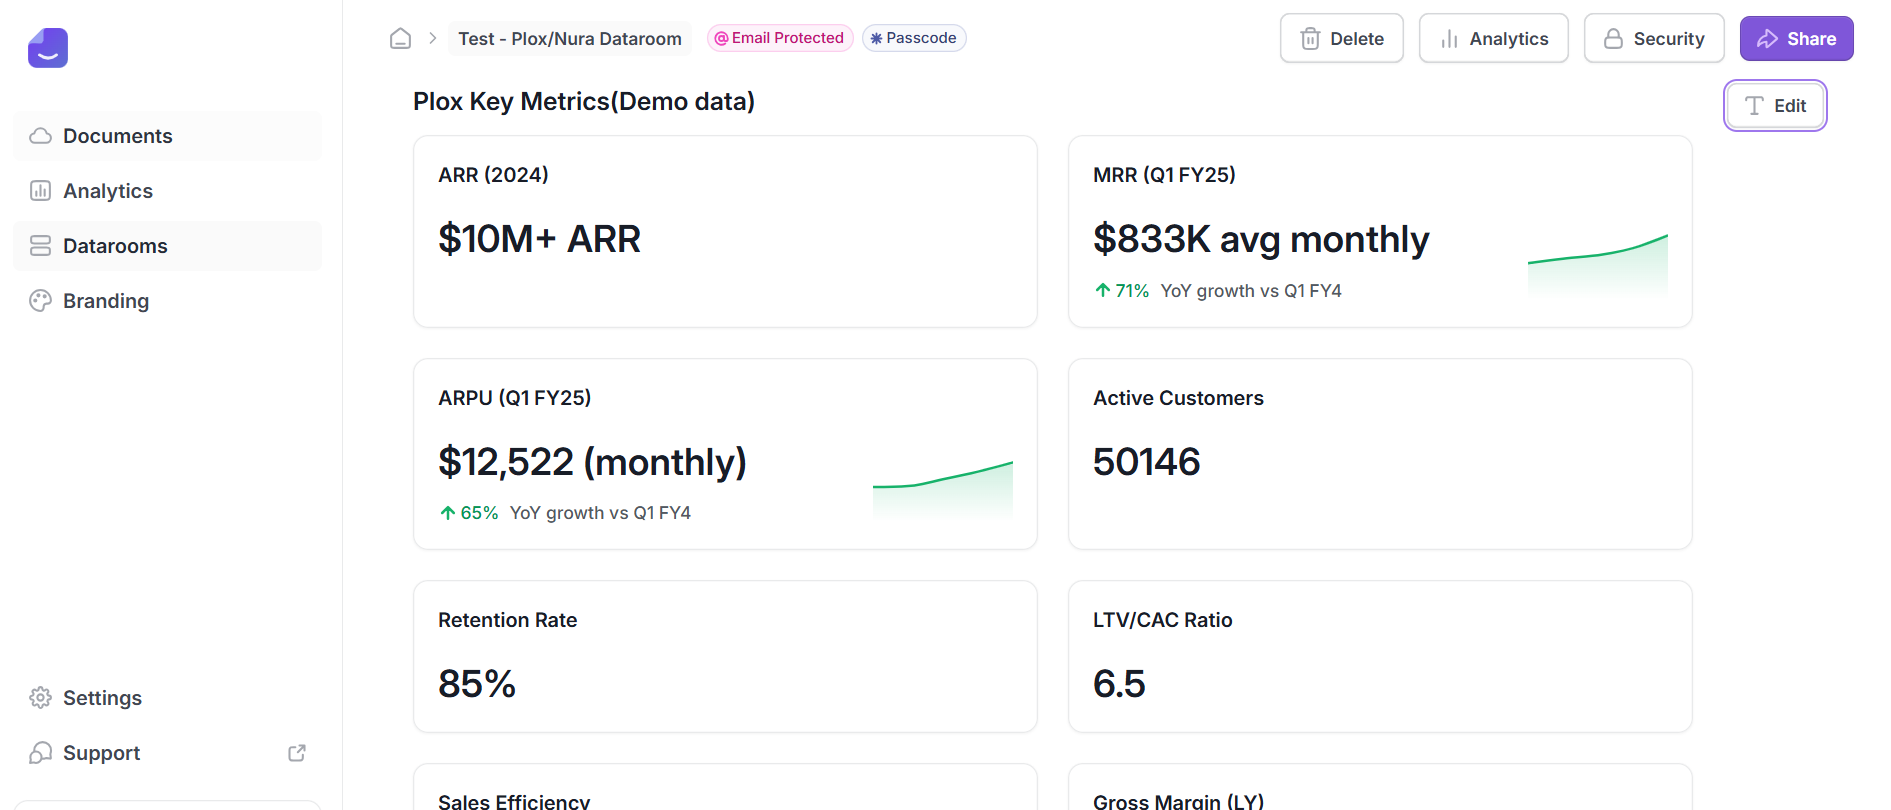 Test - Plox/Nura Dataroom
Email Protected
Passcode
Delete
Analytics
Security
Share
Documents
Analytics
Datarooms
Branding
Settings
Support
Plox Key Metrics(Demo data)
Edit
ARR (2024)
$10M+ ARR
MRR (Q1 FY25)
$833K avg monthly
71% YoY growth vs Q1 FY4
ARPU (Q1 FY25)
$12,522 (monthly)
65% YoY growth vs Q1 FY4
Active Customers
50146
Retention Rate
85%
LTV/CAC Ratio
6.5
Sales Efficiency
Gross Margin (LY)